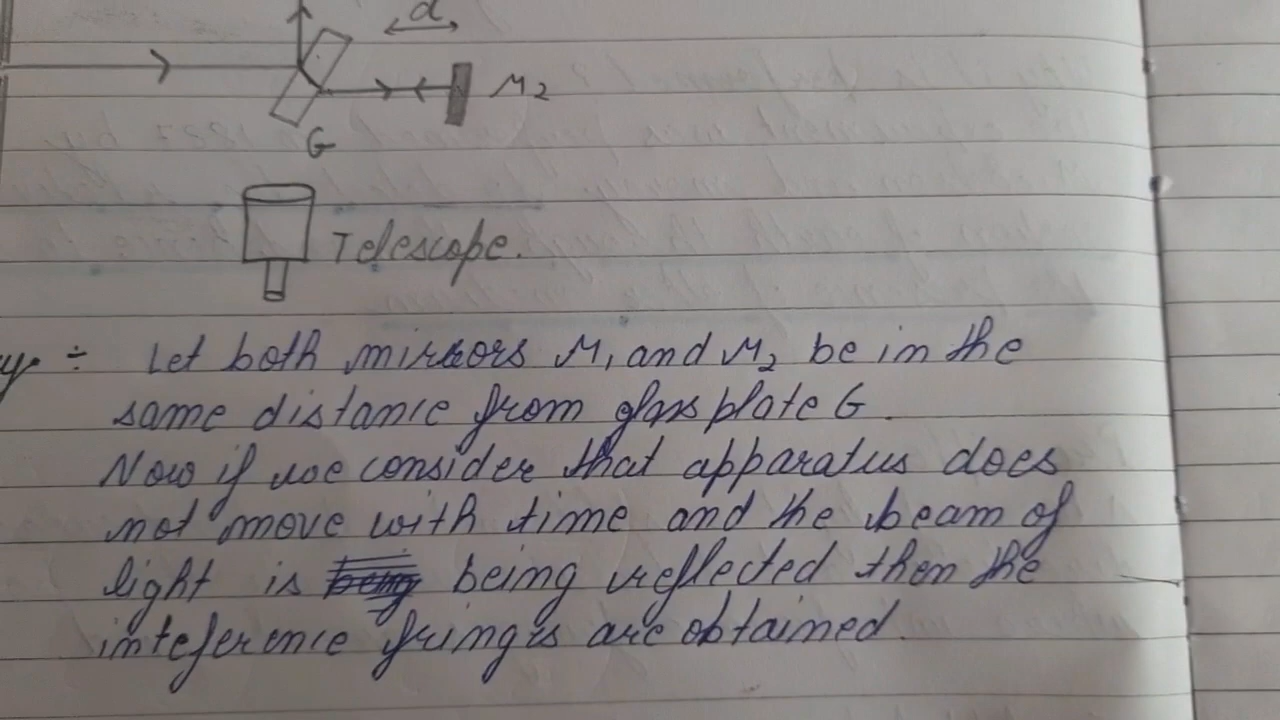 d
M2
G
Telescope.
Let both mirrors M1 and M2 be in the
same distance from glass plate G.
Now if we consider that apparatus does
not move with time and the beam of
light is being reflected then the
inteference fringes are obtained.